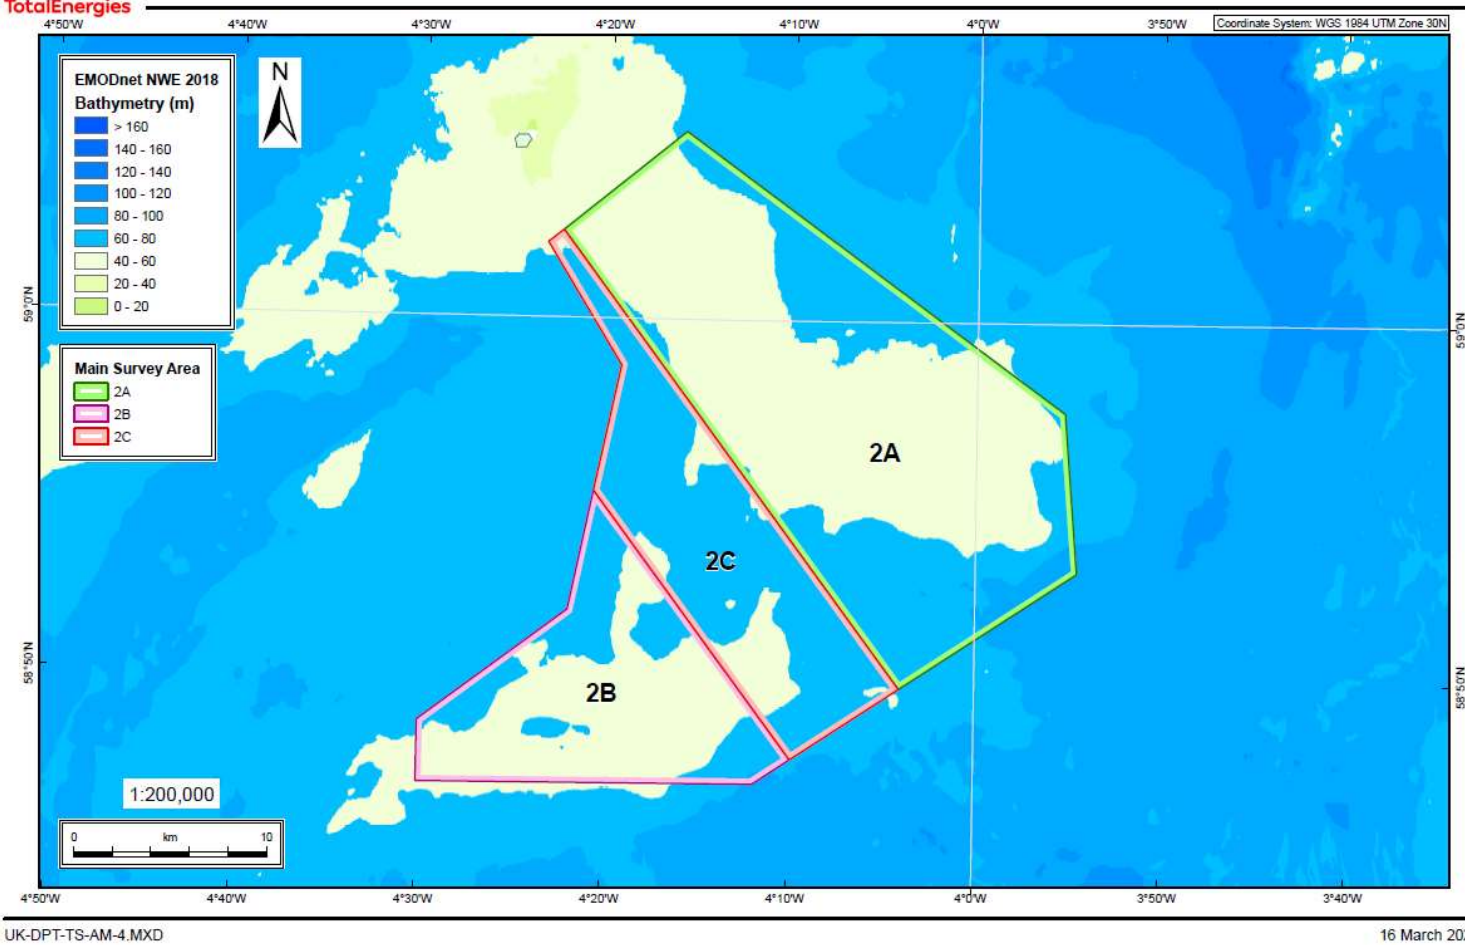 TotalEnergies
4°50'W 4°40'W 4°30'W 4°20'W 4°10'W 4°0'W 3°50'W
Coordinate System: WGS 1984 UTM Zone 30N
EMODnet NWE 2018
Bathymetry (m)
> 160
140 - 160
120 - 140
100 - 120
80 - 100
60 - 80
40 - 60
20 - 40
0 - 20
N
59°0'N
59°0'N
Main Survey Area
2A
2B
2C
2A
2C
2B
58°50'N
58°50'N
1:200,000
0 km 10
4°50'W 4°40'W 4°30'W 4°20'W 4°10'W 4°0'W 3°50'W 3°40'W
UK-DPT-TS-AM-4.MXD
16 March